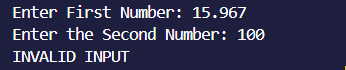 Enter First Number: 15.967
Enter the Second Number: 100
INVALID INPUT